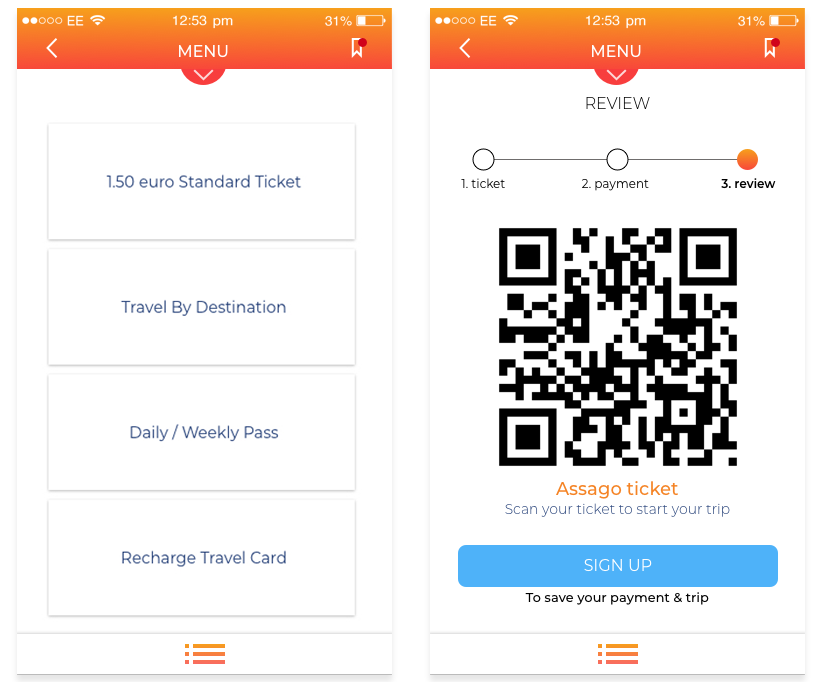 EE 12:53 pm 31%
MENU
1.50 euro Standard Ticket
Travel By Destination
Daily / Weekly Pass
Recharge Travel Card
EE 12:53 pm 31%
MENU
REVIEW
1. ticket 2. payment 3. review
Assago ticket
Scan your ticket to start your trip
SIGN UP
To save your payment & trip